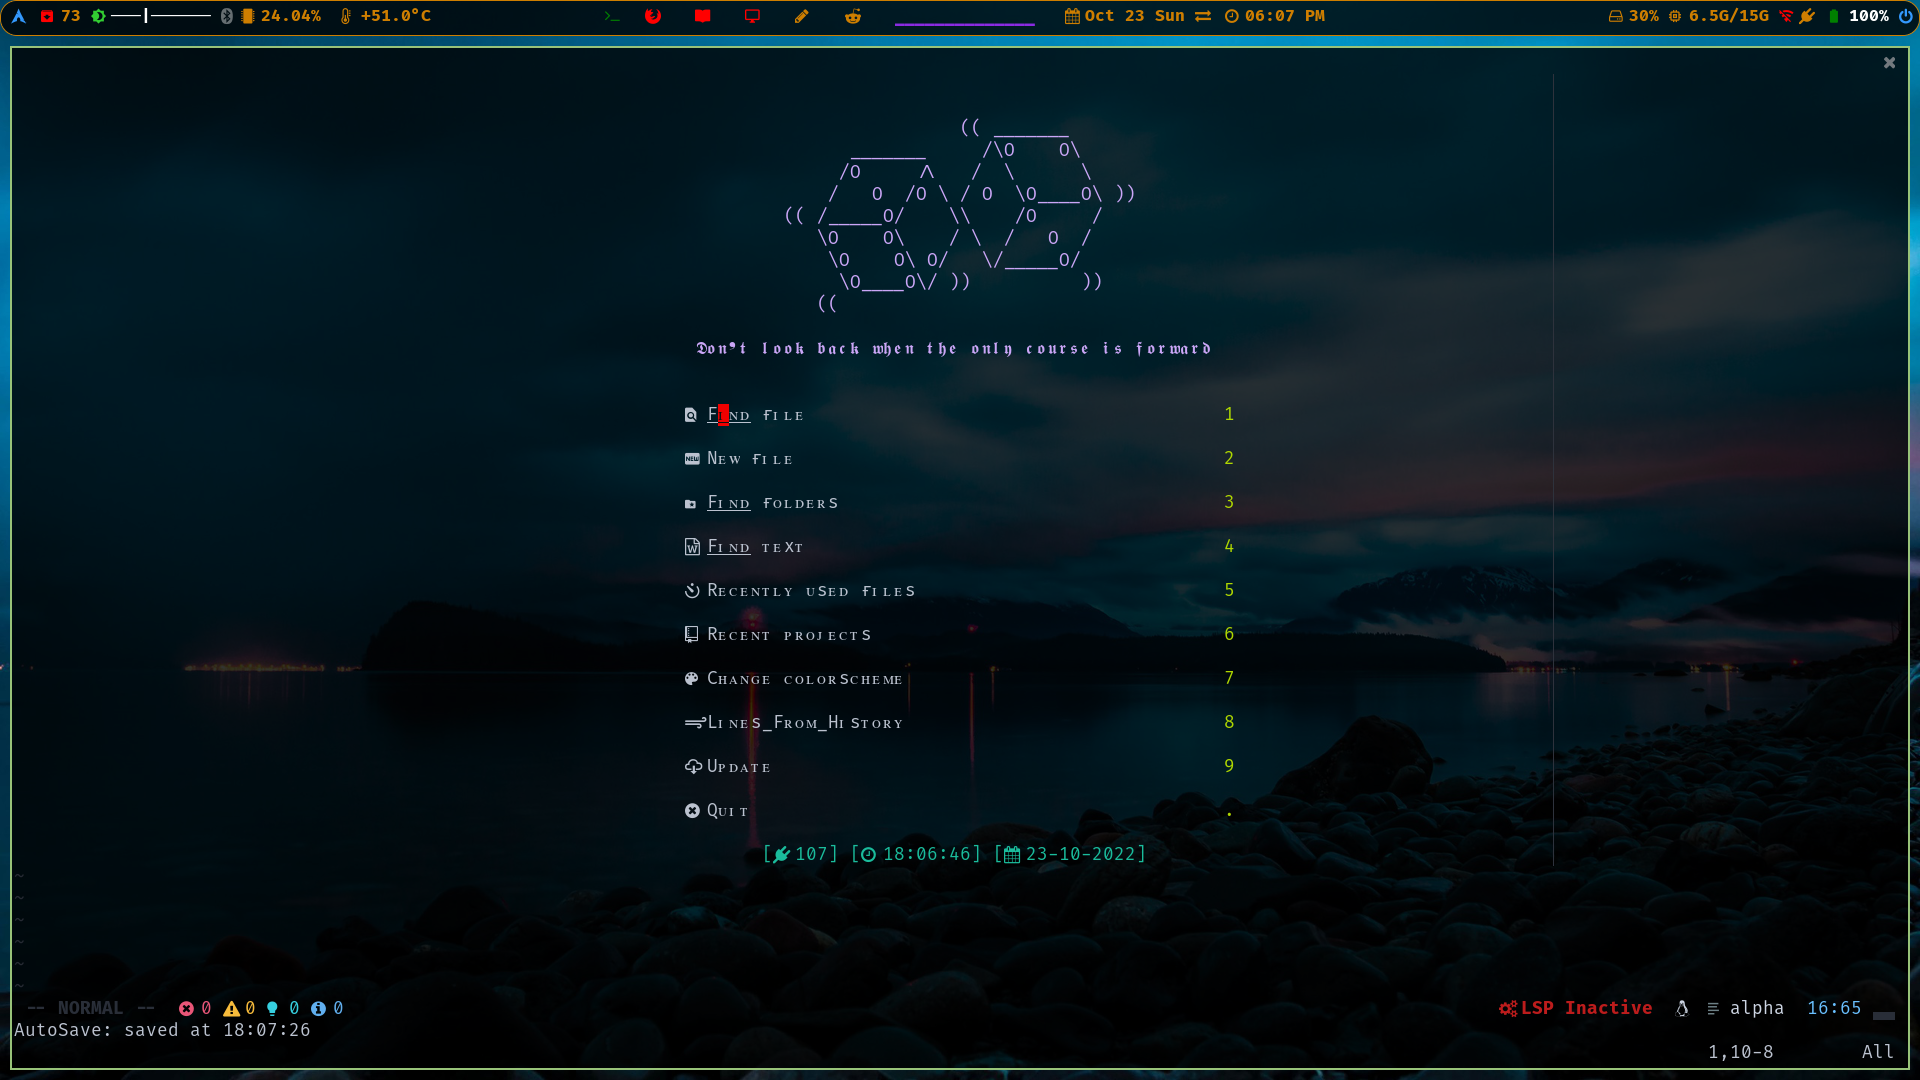 73 24.04% +51.0°C Oct 23 Sun 06:07 PM 30% 6.5G/15G 100%
Don't look back when the only course is forward
Find file 1
New file 2
Find folders 3
Find text 4
Recently used files 5
Recent projects 6
Change colorscheme 7
Lines_From_History 8
Update 9
Quit .
[107] [18:06:46] [23-10-2022]
~
~
~
~
~
~
-- NORMAL -- 0 0 0 0 LSP Inactive alpha 16:65
AutoSave: saved at 18:07:26
1,10-8 All